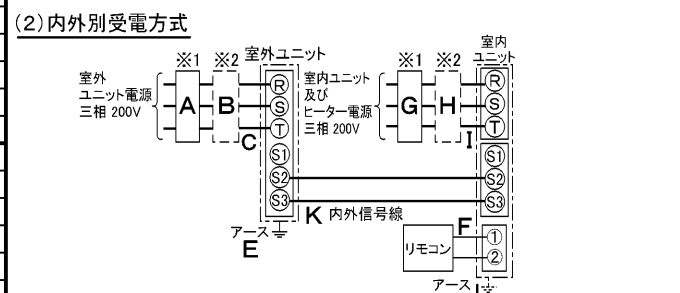 (2)内外別受電方式
※1 ※2 室外ユニット ※1 ※2 室内
ユニット
室外
ユニット電源
三相 200V
A B C
R
S
T
S1
S2
S3
室内ユニット
及び
ヒーター電源
三相 200V
G H I
R
S
T
S1
S2
S3
K 内外信号線
アース
E
リモコン
F
①
②
アース